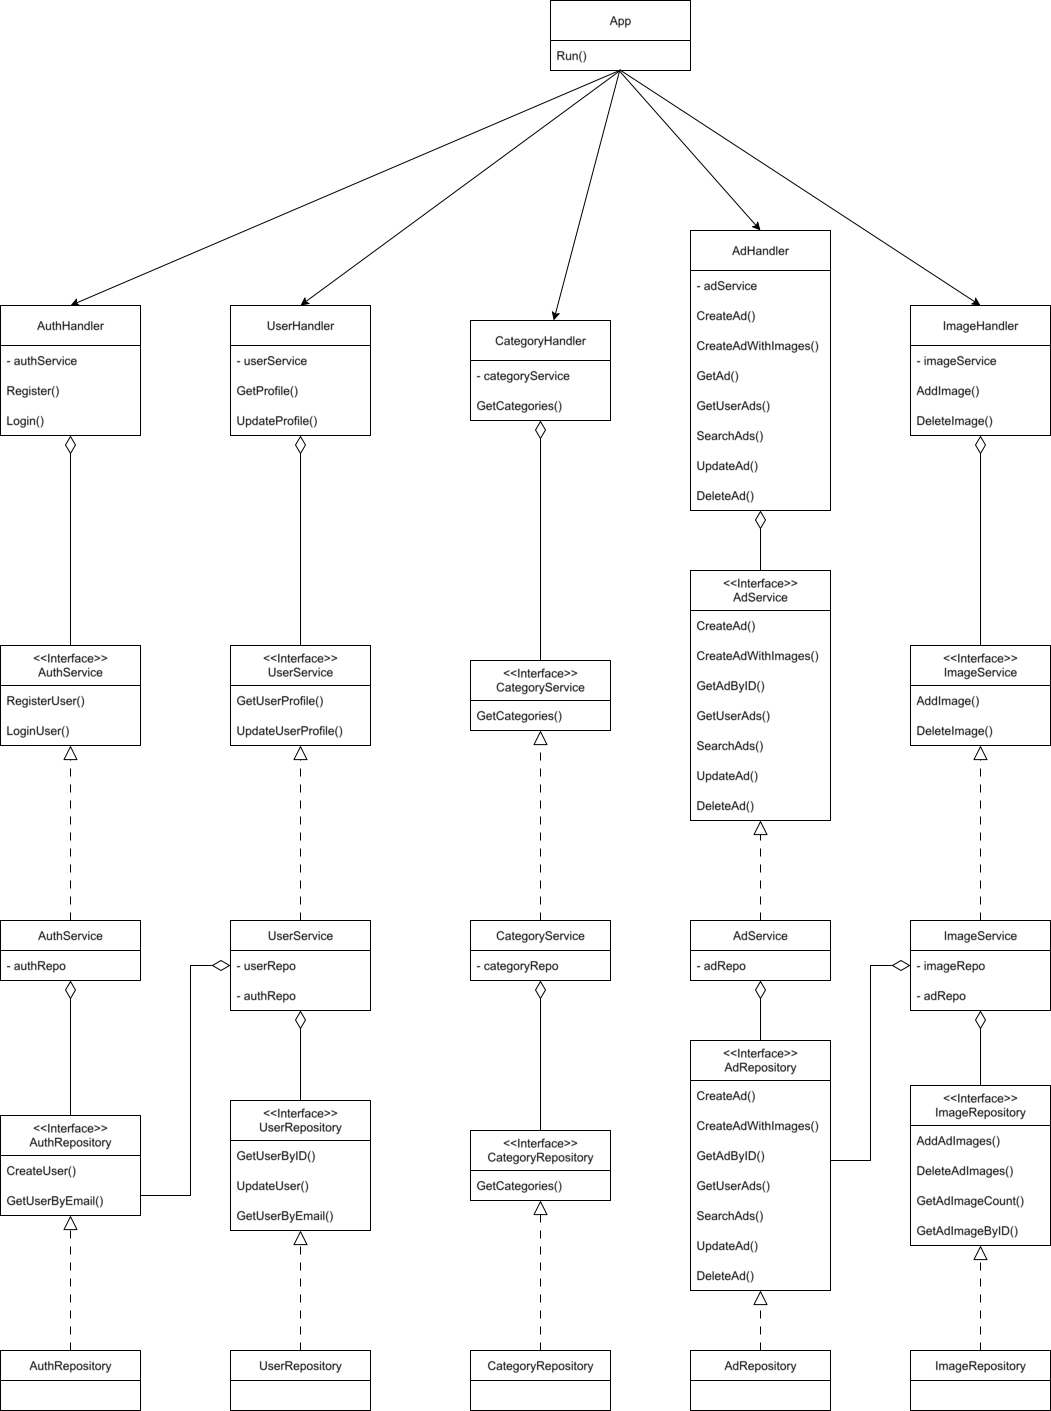 App
Run()
AuthHandler
- authService
Register()
Login()
UserHandler
- userService
GetProfile()
UpdateProfile()
CategoryHandler
- categoryService
GetCategories()
AdHandler
- adService
CreateAd()
CreateAdWithImages()
GetAd()
GetUserAds()
SearchAds()
UpdateAd()
DeleteAd()
ImageHandler
- imageService
AddImage()
DeleteImage()
<<Interface>>
AuthService
RegisterUser()
LoginUser()
<<Interface>>
UserService
GetUserProfile()
UpdateUserProfile()
<<Interface>>
CategoryService
GetCategories()
<<Interface>>
AdService
CreateAd()
CreateAdWithImages()
GetAdByID()
GetUserAds()
SearchAds()
UpdateAd()
DeleteAd()
<<Interface>>
ImageService
AddImage()
DeleteImage()
AuthService
- authRepo
UserService
- userRepo
- authRepo
CategoryService
- categoryRepo
AdService
- adRepo
ImageService
- imageRepo
- adRepo
<<Interface>>
AuthRepository
CreateUser()
GetUserByEmail()
<<Interface>>
UserRepository
GetUserByID()
UpdateUser()
GetUserByEmail()
<<Interface>>
CategoryRepository
GetCategories()
<<Interface>>
AdRepository
CreateAd()
CreateAdWithImages()
GetAdByID()
GetUserAds()
SearchAds()
UpdateAd()
DeleteAd()
<<Interface>>
ImageRepository
AddAdImages()
DeleteAdImages()
GetAdImageCount()
GetAdImageByID()
AuthRepository
UserRepository
CategoryRepository
AdRepository
ImageRepository